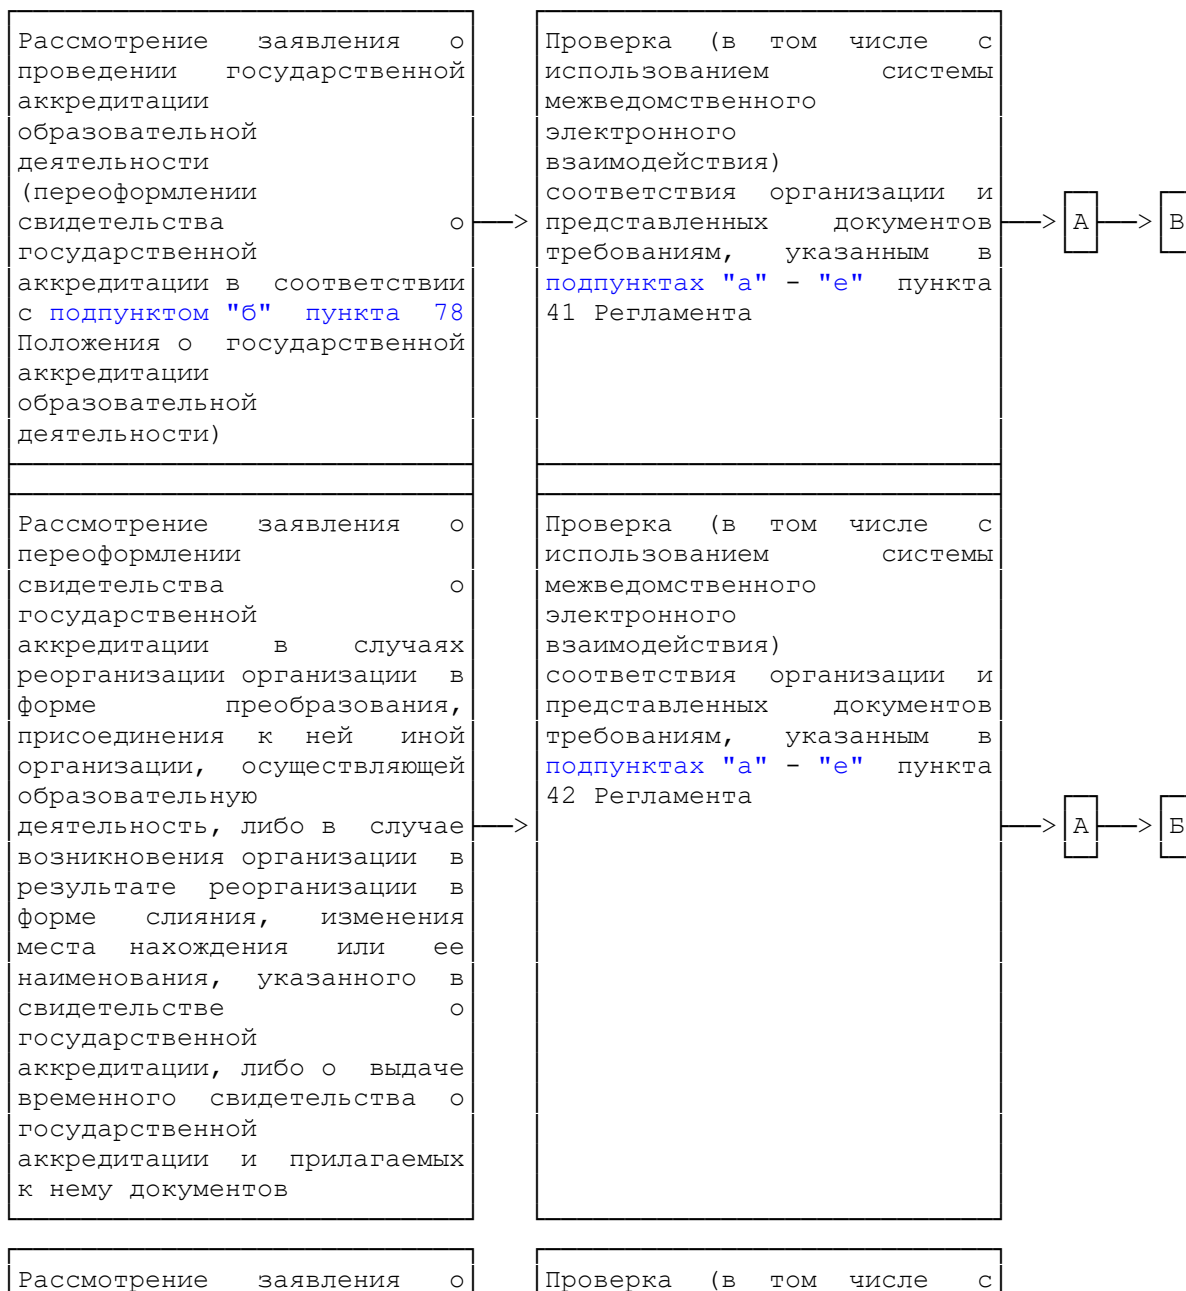 Рассмотрение заявления о
проведении государственной
аккредитации
образовательной
деятельности
(переоформлении
свидетельства о
государственной
аккредитации в соответствии
с подпунктом "б" пункта 78
Положения о государственной
аккредитации
образовательной
деятельности)
Проверка (в том числе с
использованием системы
межведомственного
электронного
взаимодействия)
соответствия организации и
представленных документов
требованиям, указанным в
подпунктах "а" - "е" пункта
41 Регламента
А
В
Рассмотрение заявления о
переоформлении
свидетельства о
государственной
аккредитации в случаях
реорганизации организации в
форме преобразования,
присоединения к ней иной
организации, осуществляющей
образовательную
деятельность, либо в случае
возникновения организации в
результате реорганизации в
форме слияния, изменения
места нахождения или ее
наименования, указанного в
свидетельстве о
государственной
аккредитации, либо о выдаче
временного свидетельства о
государственной
аккредитации и прилагаемых
к нему документов
Проверка (в том числе с
использованием системы
межведомственного
электронного
взаимодействия)
соответствия организации и
представленных документов
требованиям, указанным в
подпунктах "а" - "е" пункта
42 Регламента
А
Б
Рассмотрение заявления о
Проверка (в том числе с